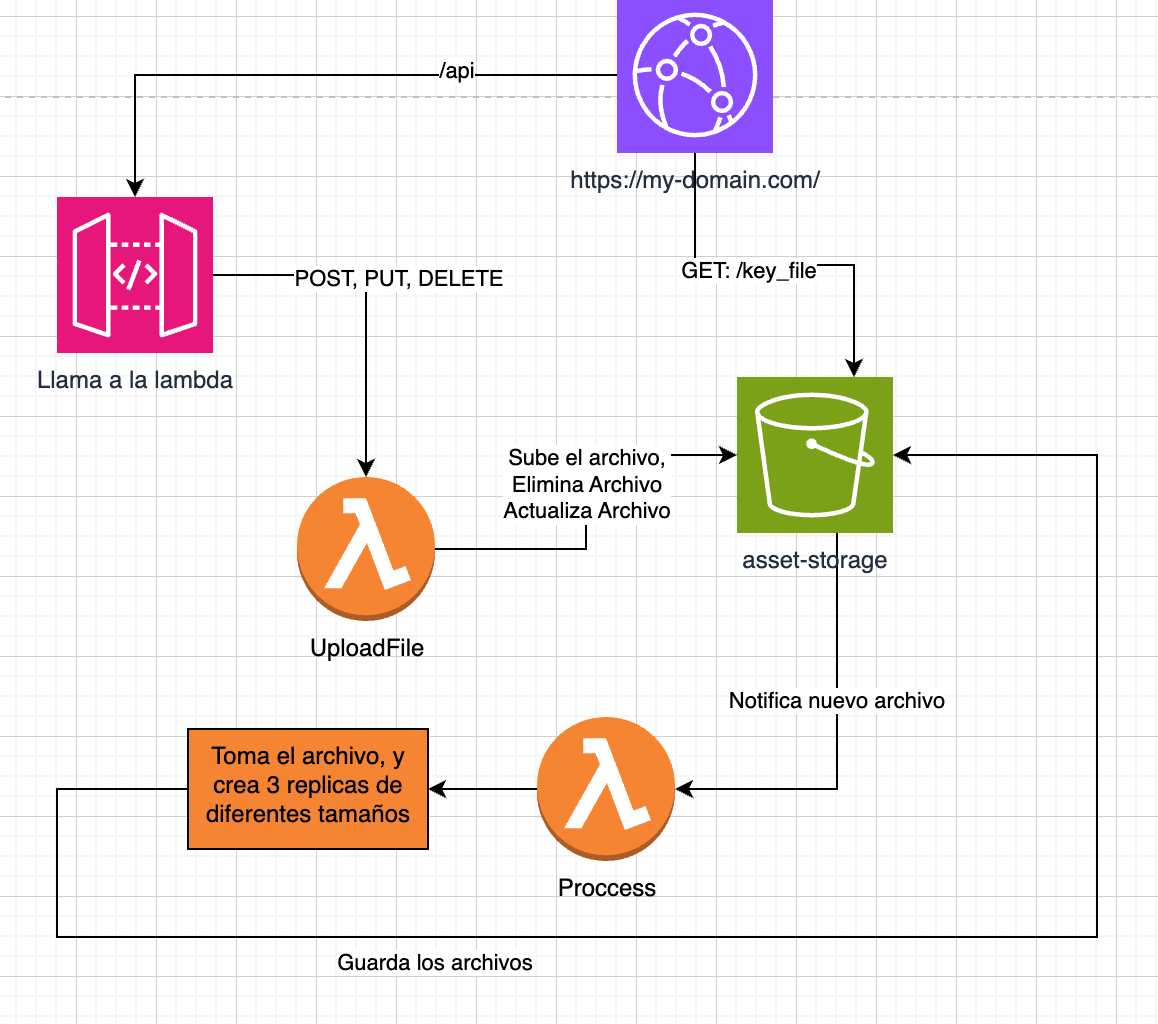 /api
https://my-domain.com/
GET: /key_file
</>
POST, PUT, DELETE
Llama a la lambda
Sube el archivo,
Elimina Archivo
Actualiza Archivo
asset-storage
UploadFile
Notifica nuevo archivo
Toma el archivo, y
crea 3 replicas de
diferentes tamaños
Proccess
Guarda los archivos